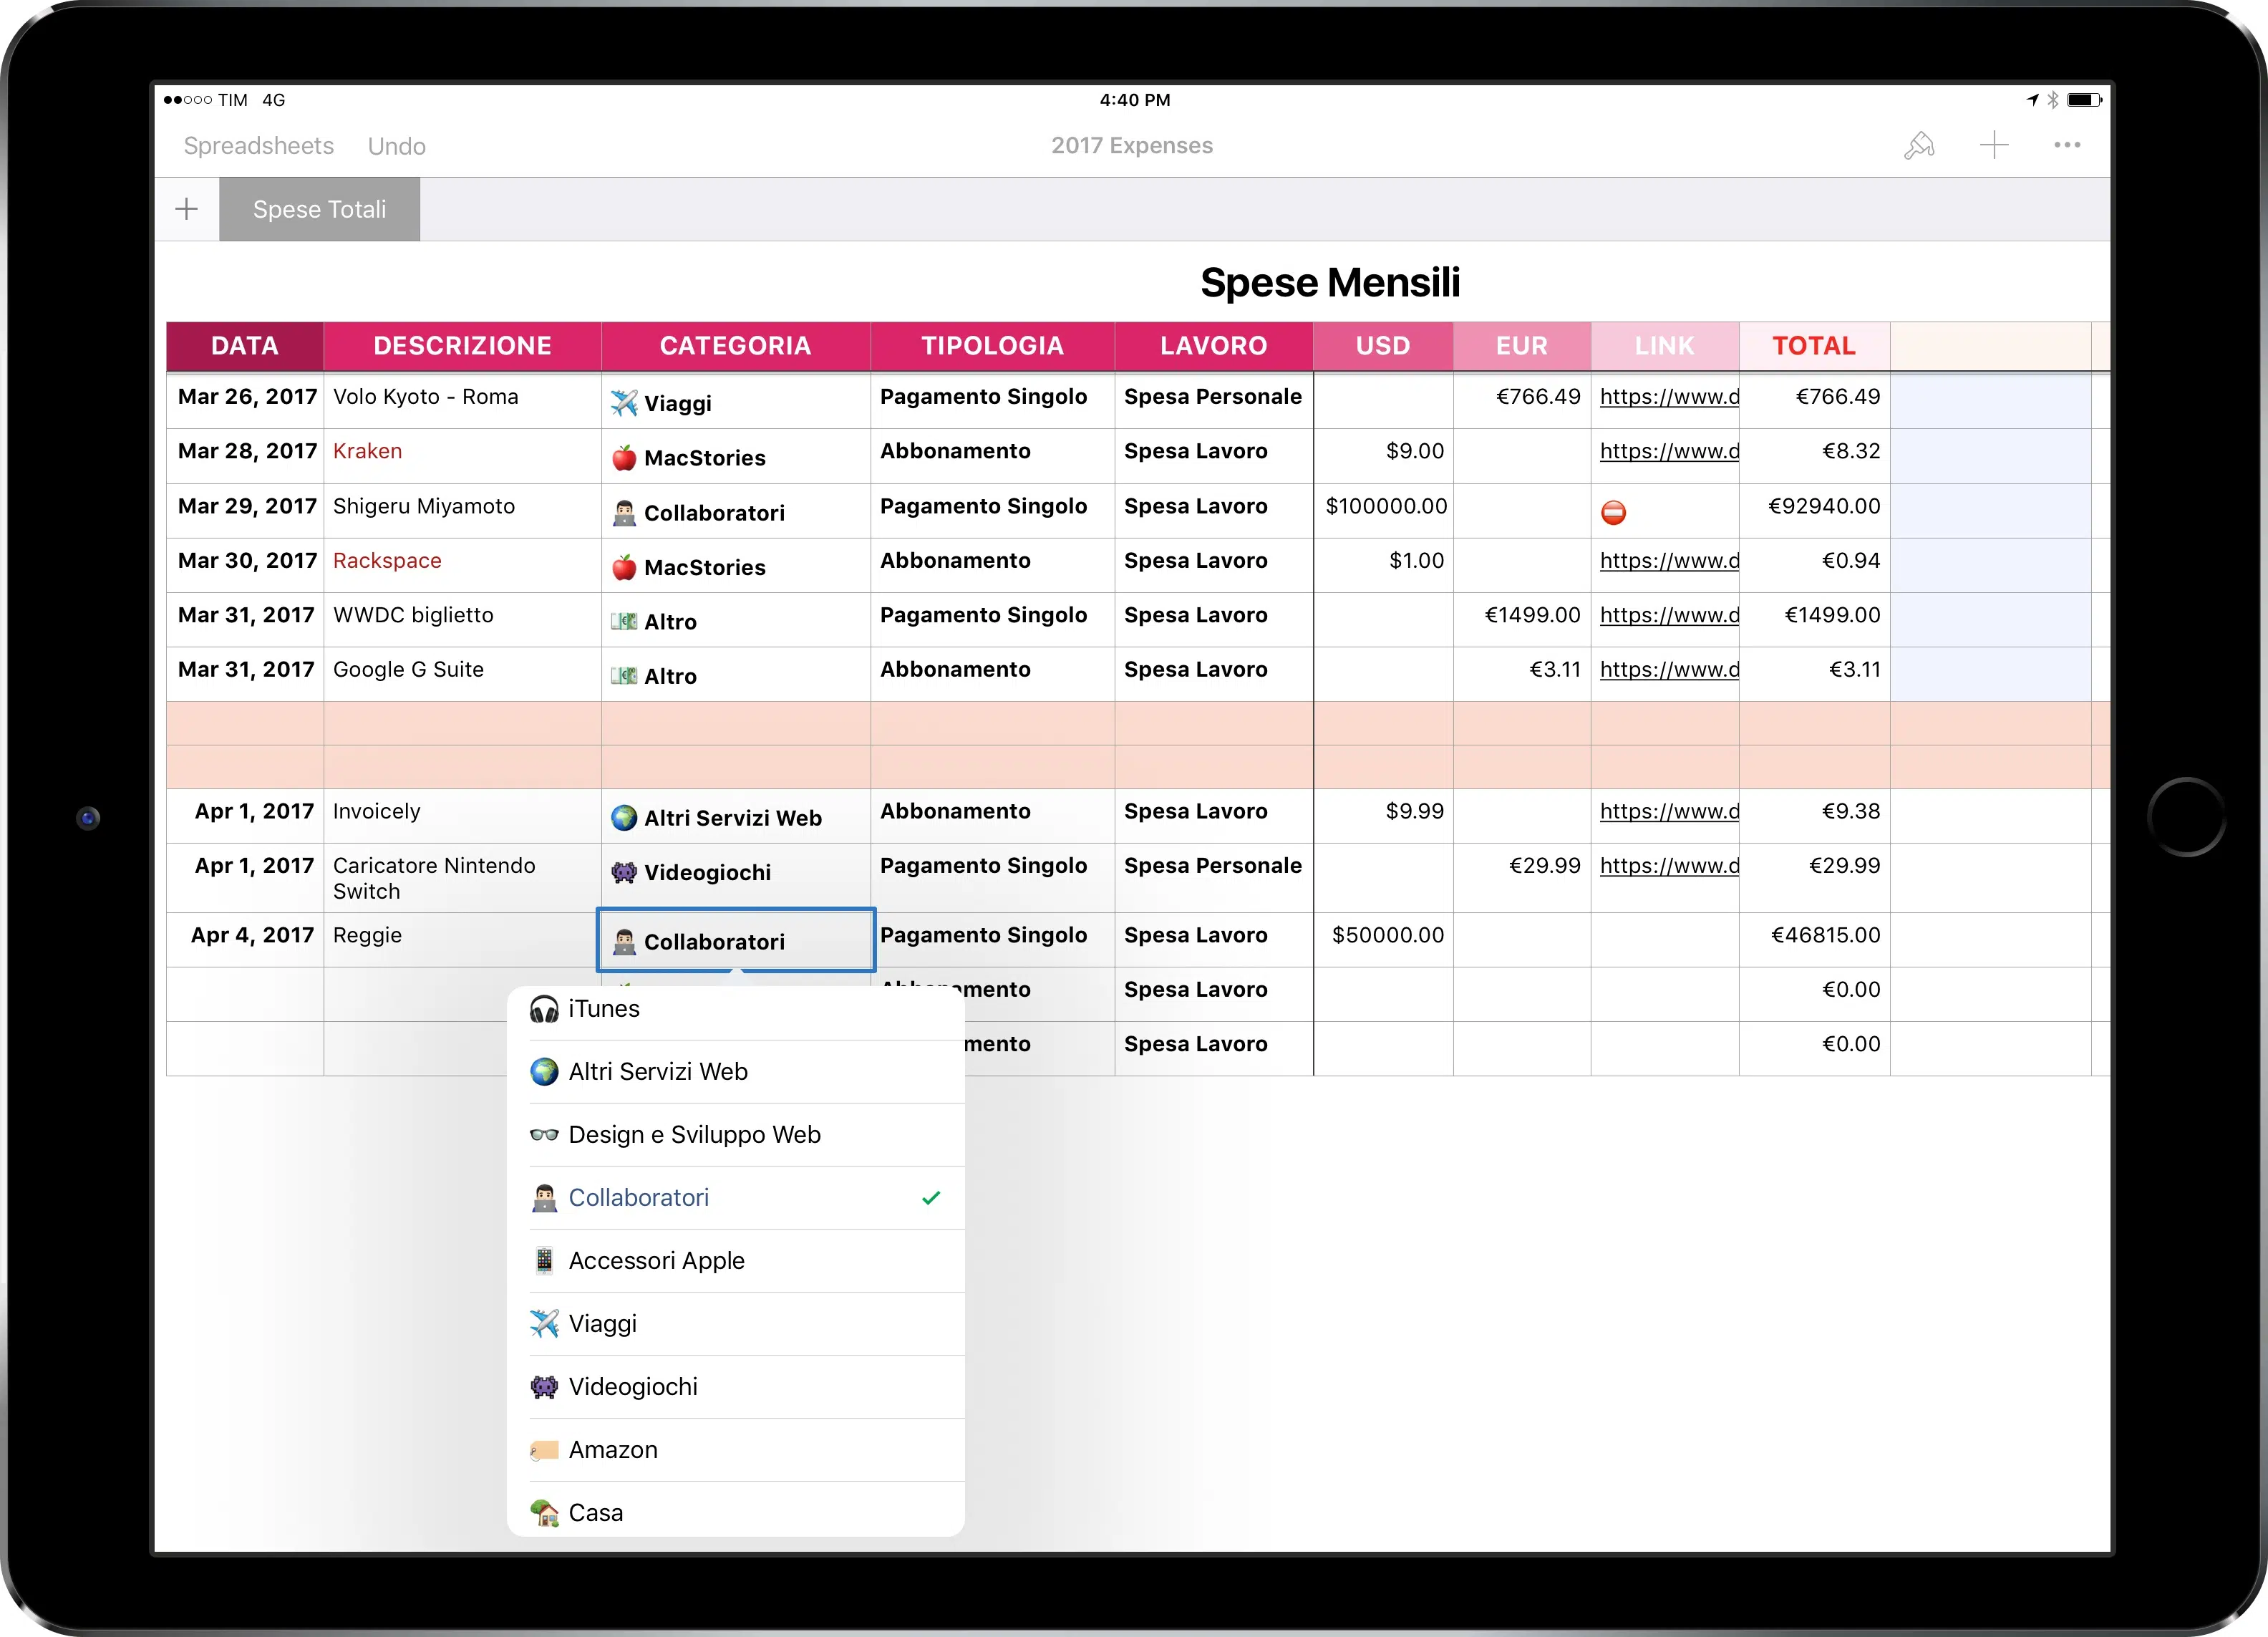 TIM 4G
4:40 PM
Spreadsheets Undo
2017 Expenses
Spese Totali
Spese Mensili
DATA DESCRIZIONE CATEGORIA TIPOLOGIA LAVORO USD EUR LINK TOTAL
Mar 26, 2017 Volo Kyoto - Roma ✈️ Viaggi Pagamento Singolo Spesa Personale €766.49 https://www.d €766.49
Mar 28, 2017 Kraken 🍎 MacStories Abbonamento Spesa Lavoro $9.00 https://www.d €8.32
Mar 29, 2017 Shigeru Miyamoto 👨🏻‍💻 Collaboratori Pagamento Singolo Spesa Lavoro $100000.00 ⛔ €92940.00
Mar 30, 2017 Rackspace 🍎 MacStories Abbonamento Spesa Lavoro $1.00 https://www.d €0.94
Mar 31, 2017 WWDC biglietto 💶 Altro Pagamento Singolo Spesa Lavoro €1499.00 https://www.d €1499.00
Mar 31, 2017 Google G Suite 💶 Altro Abbonamento Spesa Lavoro €3.11 https://www.d €3.11
Apr 1, 2017 Invoicely 🌍 Altri Servizi Web Abbonamento Spesa Lavoro $9.99 https://www.d €9.38
Apr 1, 2017 Caricatore Nintendo Switch 👾 Videogiochi Pagamento Singolo Spesa Personale €29.99 https://www.d €29.99
Apr 4, 2017 Reggie 👨🏻‍💻 Collaboratori Pagamento Singolo Spesa Lavoro $50000.00 €46815.00
Spesa Lavoro €0.00
mento Spesa Lavoro €0.00
🎧 iTunes
🌍 Altri Servizi Web
👓 Design e Sviluppo Web
👨🏻‍💻 Collaboratori ✓
📱 Accessori Apple
✈️ Viaggi
👾 Videogiochi
🏷 Amazon
🏡 Casa